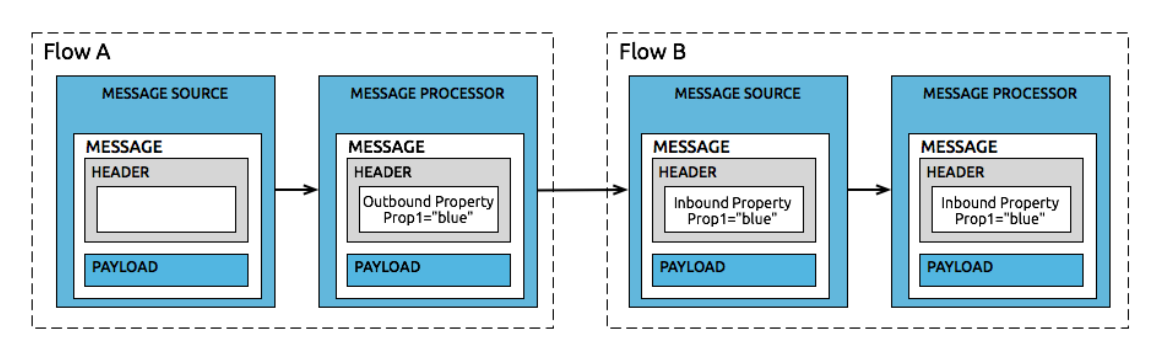 Flow A
MESSAGE SOURCE
MESSAGE
HEADER
PAYLOAD
MESSAGE PROCESSOR
MESSAGE
HEADER
Outbound Property
Prop1="blue"
PAYLOAD
Flow B
MESSAGE SOURCE
MESSAGE
HEADER
Inbound Property
Prop1="blue"
PAYLOAD
MESSAGE PROCESSOR
MESSAGE
HEADER
Inbound Property
Prop1="blue"
PAYLOAD